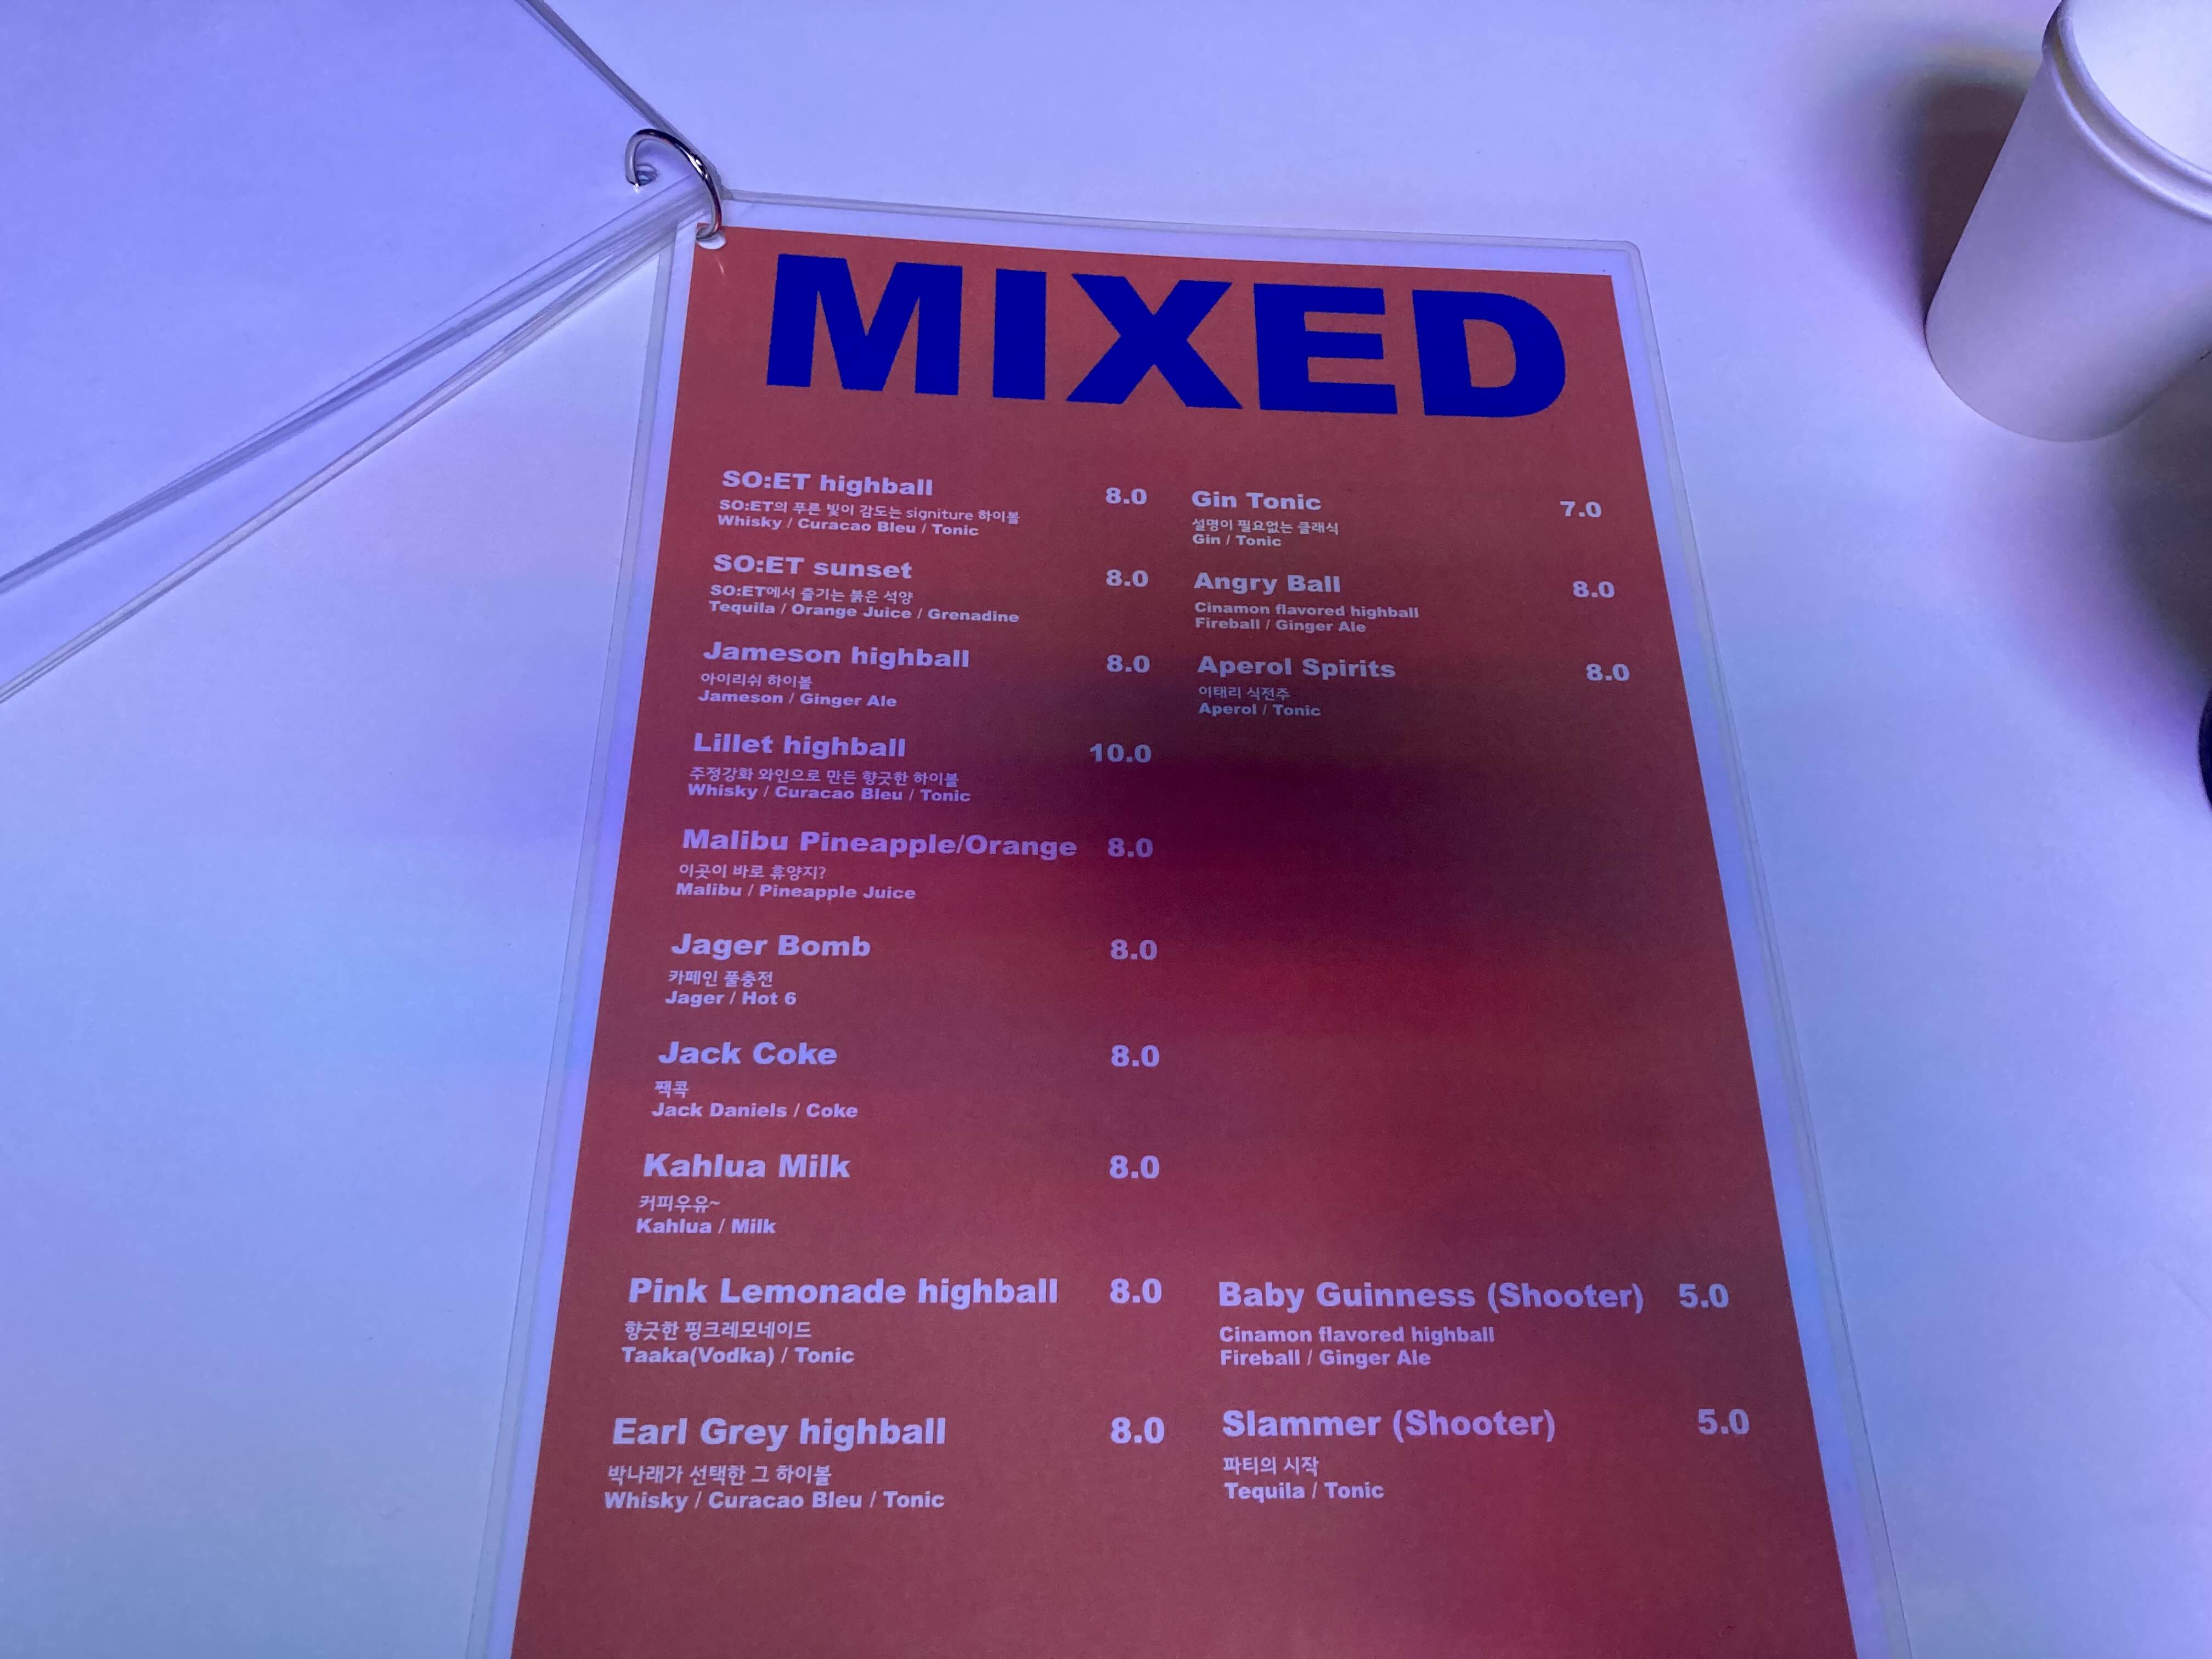 MIXED
SO:ET highball 8.0
SO:ET의 푸른 빛이 감도는 signiture 하이볼
Whisky / Curacao Bleu / Tonic
SO:ET sunset 8.0
SO:ET에서 즐기는 붉은 석양
Tequila / Orange Juice / Grenadine
Jameson highball 8.0
아이리쉬 하이볼
Jameson / Ginger Ale
Lillet highball 10.0
주정강화 와인으로 만든 향긋한 하이볼
Whisky / Curacao Bleu / Tonic
Malibu Pineapple/Orange 8.0
이곳이 바로 휴양지?
Malibu / Pineapple Juice
Jager Bomb 8.0
카페인 풀충전
Jager / Hot 6
Jack Coke 8.0
짹콕
Jack Daniels / Coke
Kahlua Milk 8.0
커피우유~
Kahlua / Milk
Pink Lemonade highball 8.0
향긋한 핑크레모네이드
Taaka(Vodka) / Tonic
Earl Grey highball 8.0
박나래가 선택한 그 하이볼
Whisky / Curacao Bleu / Tonic
Gin Tonic 7.0
설명이 필요없는 클래식
Gin / Tonic
Angry Ball 8.0
Cinamon flavored highball
Fireball / Ginger Ale
Aperol Spirits 8.0
이태리 식전주
Aperol / Tonic
Baby Guinness (Shooter) 5.0
Cinamon flavored highball
Fireball / Ginger Ale
Slammer (Shooter) 5.0
파티의 시작
Tequila / Tonic